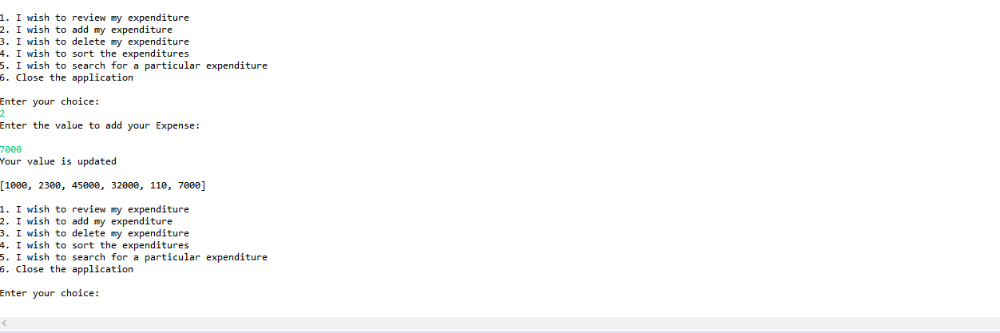 1. I wish to review my expenditure
2. I wish to add my expenditure
3. I wish to delete my expenditure
4. I wish to sort the expenditures
5. I wish to search for a particular expenditure
6. Close the application
Enter your choice:
2
Enter the value to add your Expense:
7000
Your value is updated
[1000, 2300, 45000, 32000, 110, 7000]
1. I wish to review my expenditure
2. I wish to add my expenditure
3. I wish to delete my expenditure
4. I wish to sort the expenditures
5. I wish to search for a particular expenditure
6. Close the application
Enter your choice: